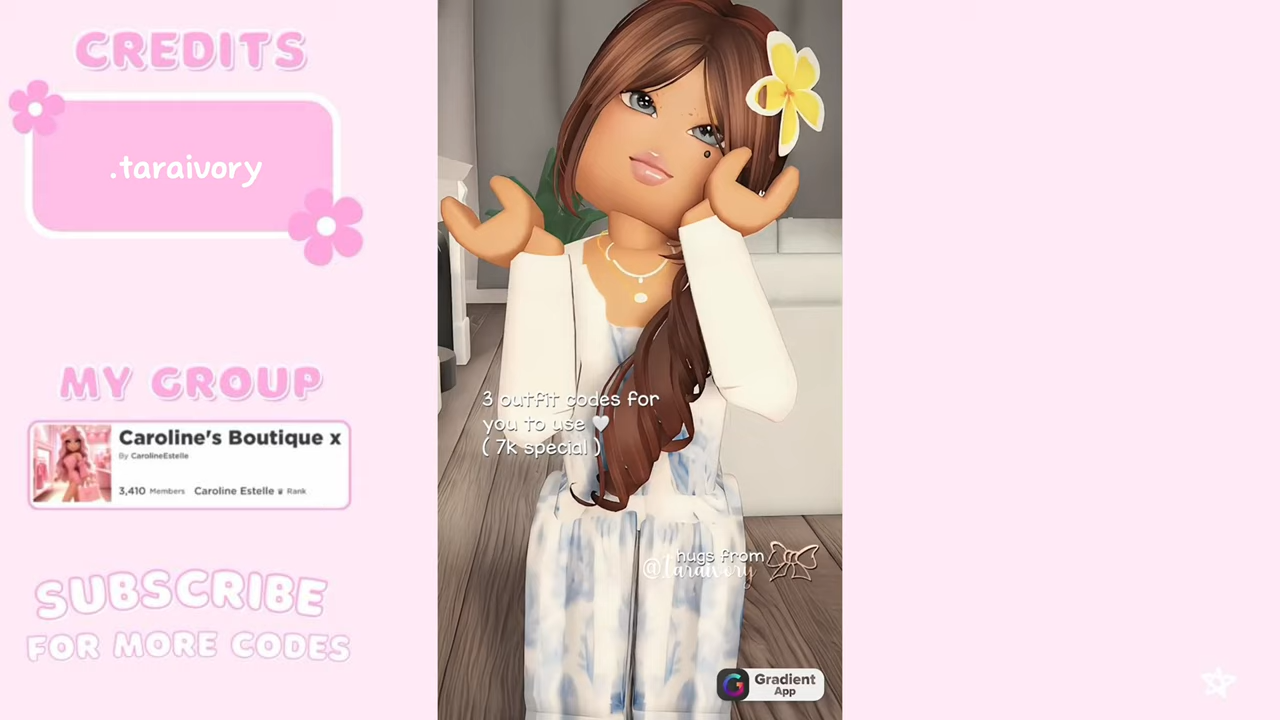 CREDITS
.taraivory
MY GROUP
Caroline's Boutique x
By CarolineEstelle
3,410 Members Caroline Estelle Rank
SUBSCRIBE
FOR MORE CODES
3 outfit codes for
you to use 🤍
( 7k special )
hugs from
@taraivory
Gradient
App